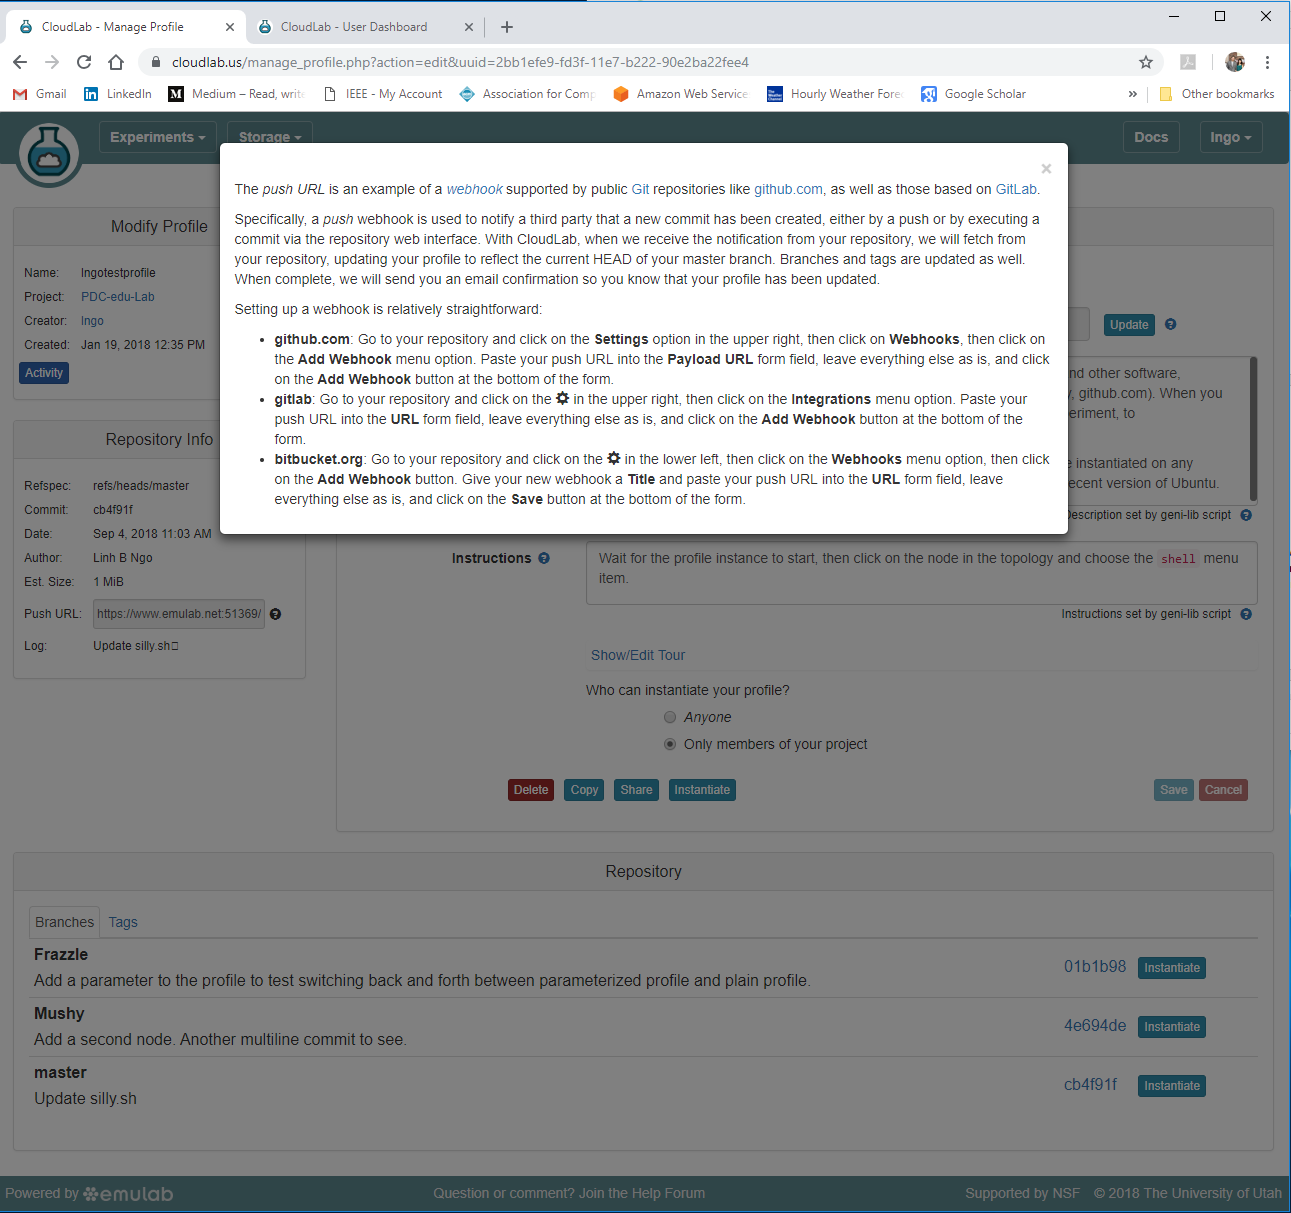 CloudLab - Manage Profile
CloudLab - User Dashboard
cloudlab.us/manage_profile.php?action=edit&uuid=2bb1efe9-fd3f-11e7-b222-90e2ba22fee4
Gmail
LinkedIn
Medium – Read, write
IEEE - My Account
Association for Comp
Amazon Web Service
Hourly Weather Fore
Google Scholar
Other bookmarks
Experiments
Storage
Docs
Ingo
The push URL is an example of a webhook supported by public Git repositories like github.com, as well as those based on GitLab.
Specifically, a push webhook is used to notify a third party that a new commit has been created, either by a push or by executing a
commit via the repository web interface. With CloudLab, when we receive the notification from your repository, we will fetch from
your repository, updating your profile to reflect the current HEAD of your master branch. Branches and tags are updated as well.
When complete, we will send you an email confirmation so you know that your profile has been updated.
Setting up a webhook is relatively straightforward:
• github.com: Go to your repository and click on the Settings option in the upper right, then click on Webhooks, then click on
the Add Webhook menu option. Paste your push URL into the Payload URL form field, leave everything else as is, and click
on the Add Webhook button at the bottom of the form.
• gitlab: Go to your repository and click on the in the upper right, then click on the Integrations menu option. Paste your
push URL into the URL form field, leave everything else as is, and click on the Add Webhook button at the bottom of the
form.
• bitbucket.org: Go to your repository and click on the in the lower left, then click on the Webhooks menu option, then click
on the Add Webhook button. Give your new webhook a Title and paste your push URL into the URL form field, leave
everything else as is, and click on the Save button at the bottom of the form.
Modify Profile
Name: Ingotestprofile
Project: PDC-edu-Lab
Creator: Ingo
Created: Jan 19, 2018 12:35 PM
Activity
Repository Info
Refspec: refs/heads/master
Commit: cb4f91f
Date: Sep 4, 2018 11:03 AM
Author: Linh B Ngo
Est. Size: 1 MiB
Push URL: https://www.emulab.net:51369/
Log: Update silly.sh
Update
nd other software,
, github.com). When you
periment, to
e instantiated on any
ecent version of Ubuntu.
Description set by geni-lib script
Instructions
Wait for the profile instance to start, then click on the node in the topology and choose the shell menu
item.
Instructions set by geni-lib script
Show/Edit Tour
Who can instantiate your profile?
Anyone
Only members of your project
Delete
Copy
Share
Instantiate
Save
Cancel
Repository
Branches
Tags
Frazzle
Add a parameter to the profile to test switching back and forth between parameterized profile and plain profile.
01b1b98
Instantiate
Mushy
Add a second node. Another multiline commit to see.
4e694de
Instantiate
master
Update silly.sh
cb4f91f
Instantiate
Powered by emulab
Question or comment? Join the Help Forum
Supported by NSF
© 2018 The University of Utah